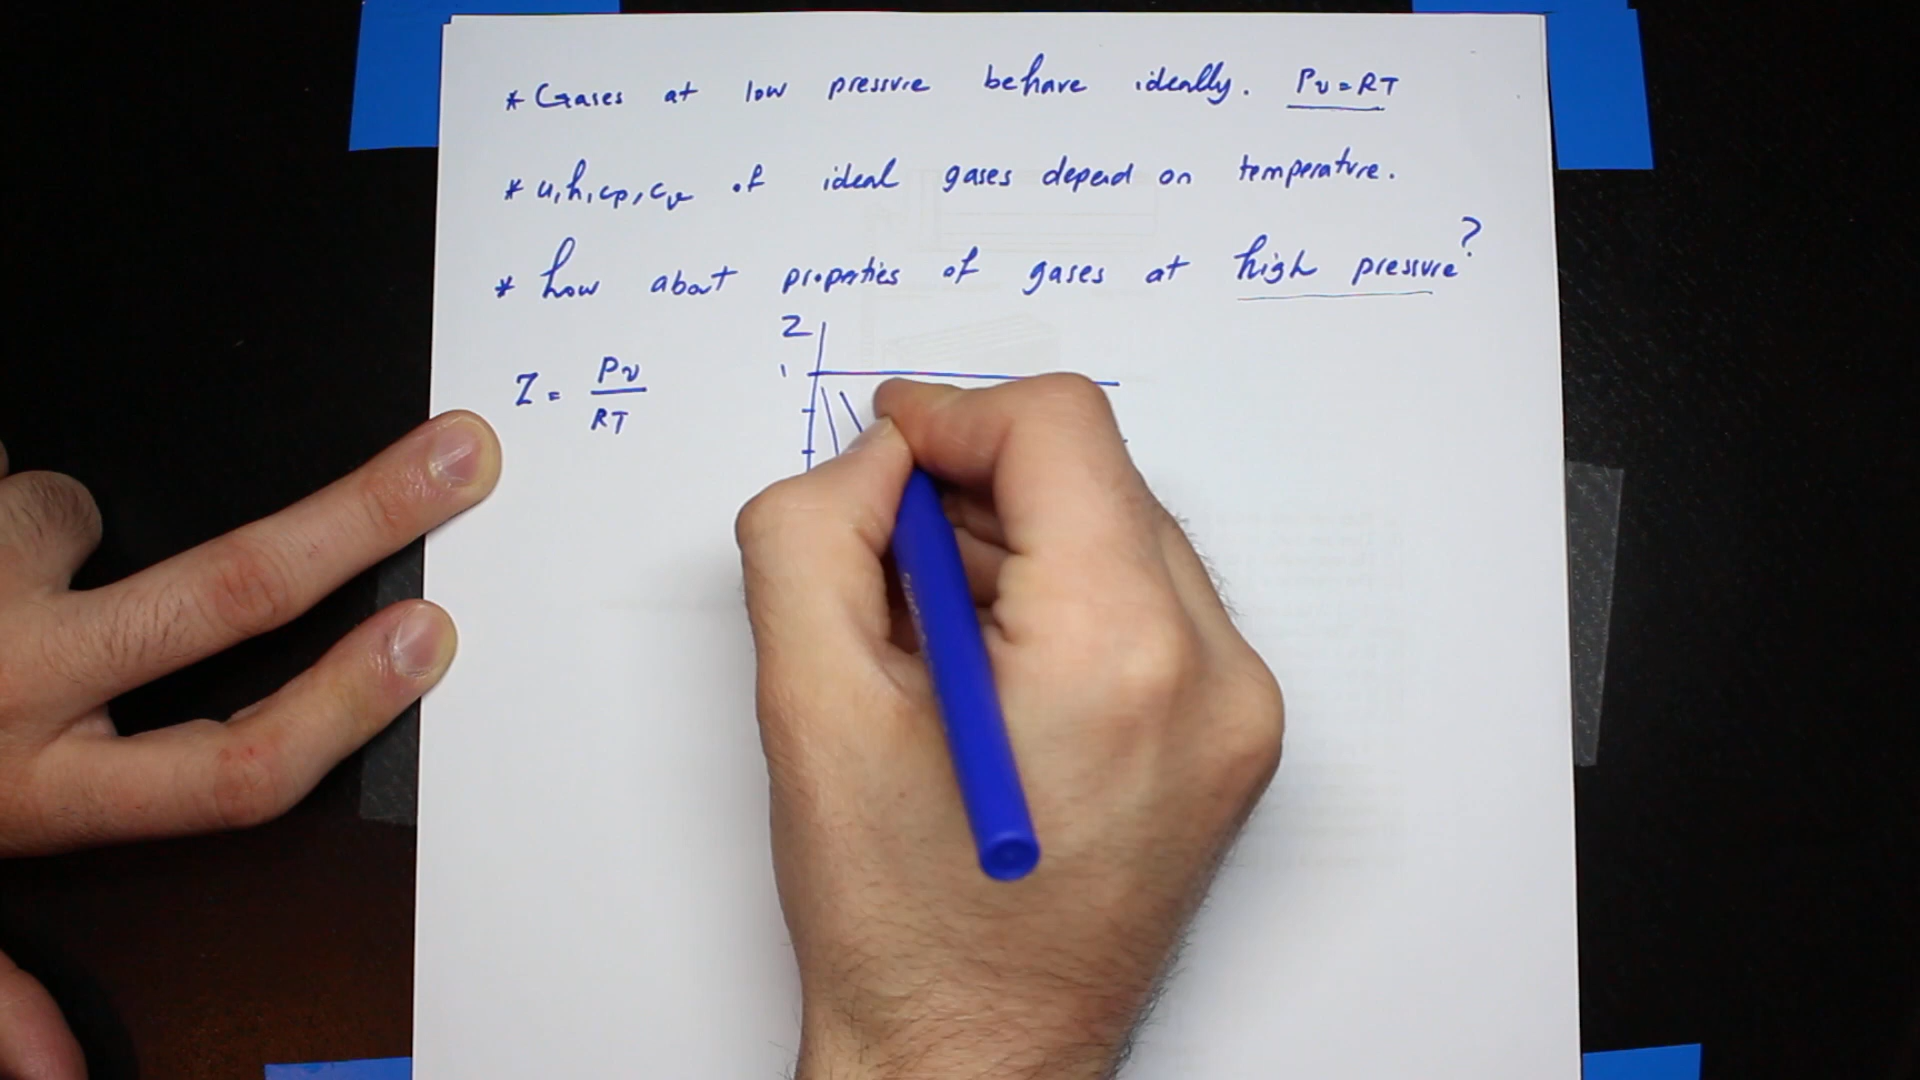 * Gases at low pressure behave ideally. Pv=RT
* u,h,cp,cv of ideal gases depend on temperature.
* how about properties of gases at high pressure?
Z
1
Z = Pv
RT